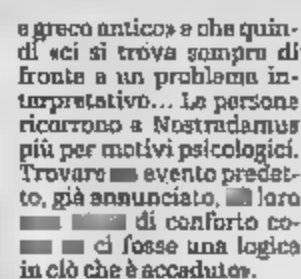 e greco antico» e che quin-
di «ci si trova sempre di
fronte a un problema in-
terpretativo... Le persone
ricorrono a Nostradamus
più per motivi psicologici.
Trovare evento predet-
to, già annunciato, loro
di conforto co-
ci fosse una logica
in ciò che è accaduto».